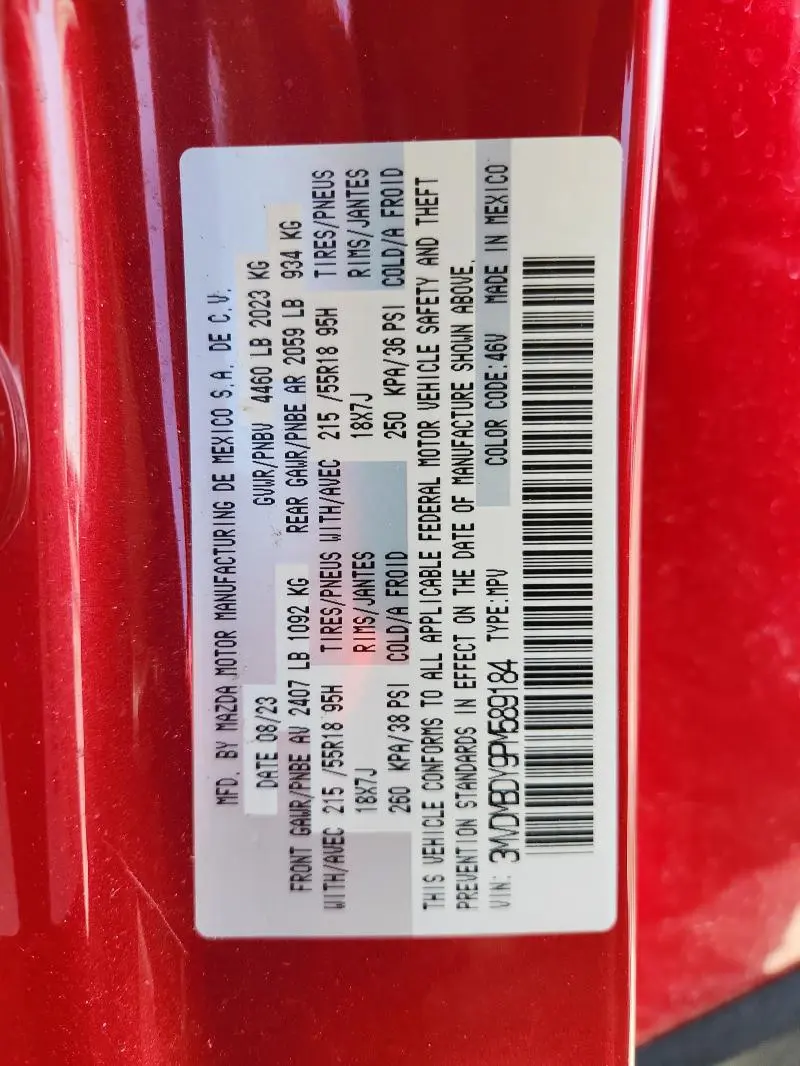 MFD. BY MAZDA MOTOR MANUFACTURING DE MEXICO S.A. DE C.V.
DATE 08/23 GVWR/PNBV 4460 LB 2023 KG
FRONT GAWR/PNBE AV 2407 LB 1092 KG REAR GAWR/PNBE AR 2059 LB 934 KG
WITH/AVEC 215 /55R18 95H TIRES/PNEUS WITH/AVEC 215 /55R18 95H TIRES/PNEUS
18X7J RIMS/JANTES 18X7J RIMS/JANTES
260 KPA/38 PSI COLD/A FROID 250 KPA/36 PSI COLD/A FROID
THIS VEHICLE CONFORMS TO ALL APPLICABLE FEDERAL MOTOR VEHICLE SAFETY AND THEFT
PREVENTION STANDARDS IN EFFECT ON THE DATE OF MANUFACTURE SHOWN ABOVE.
VIN: 3MVDMBDY9PM589184 TYPE:MPV COLOR CODE:46V MADE IN MEXICO